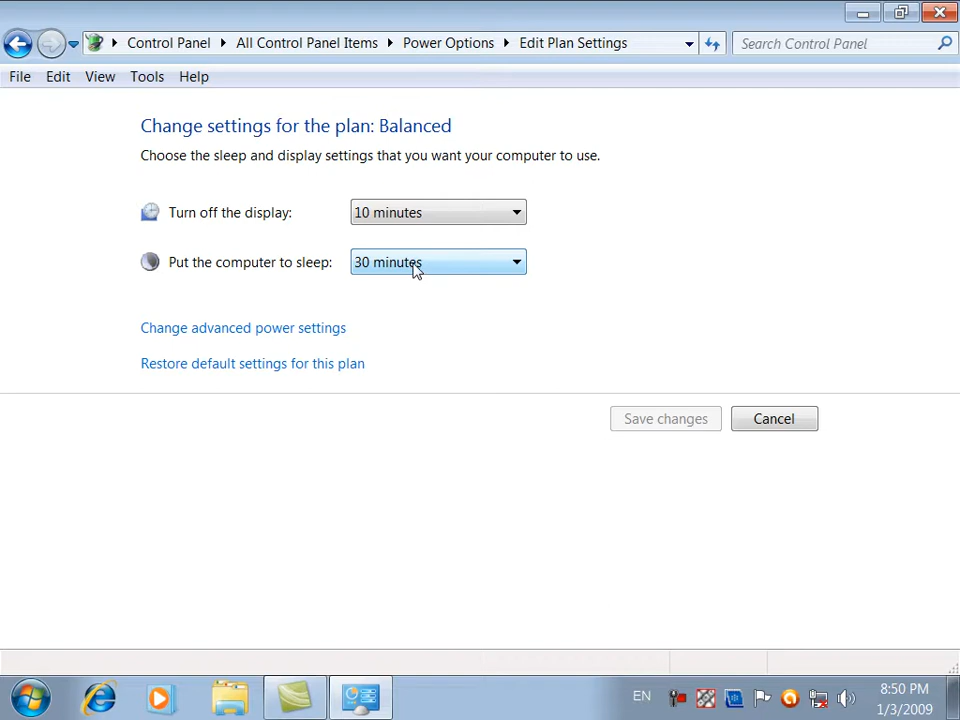 Control Panel All Control Panel Items Power Options Edit Plan Settings Search Control Panel
File Edit View Tools Help
Change settings for the plan: Balanced
Choose the sleep and display settings that you want your computer to use.
Turn off the display: 10 minutes
Put the computer to sleep: 30 minutes
Change advanced power settings
Restore default settings for this plan
Save changes Cancel
EN
8:50 PM
1/3/2009